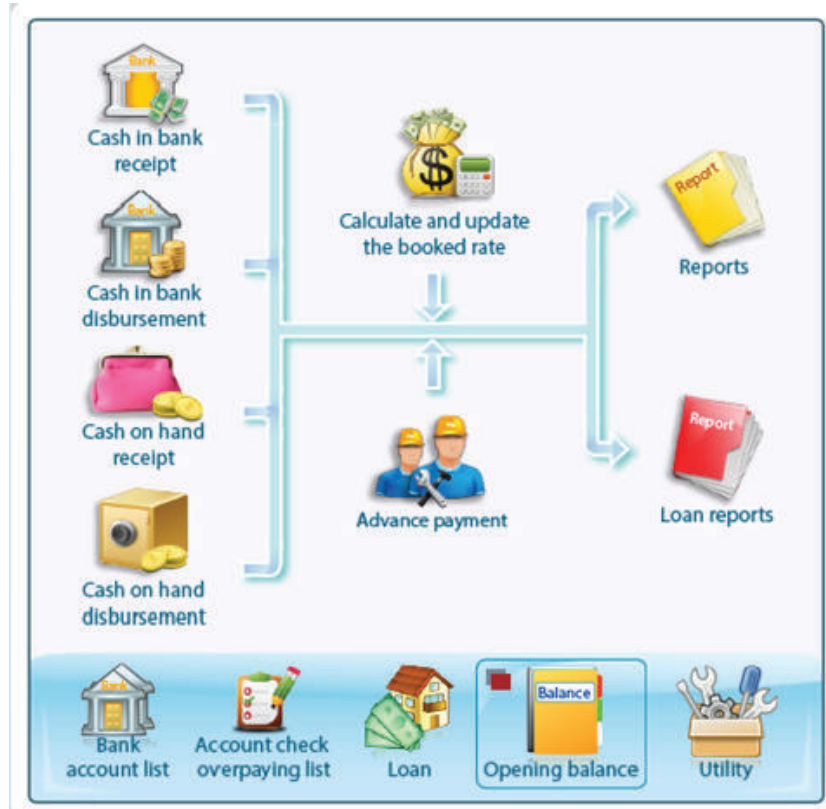 Bank
Cash in bank
receipt
Bank
Cash in bank
disbursement
Cash on hand
receipt
Cash on hand
disbursement
$
Calculate and update
the booked rate
Advance payment
Report
Reports
Report
Loan reports
Bank
Bank
account list
Account check
overpaying list
Loan
Balance
Opening balance
Utility